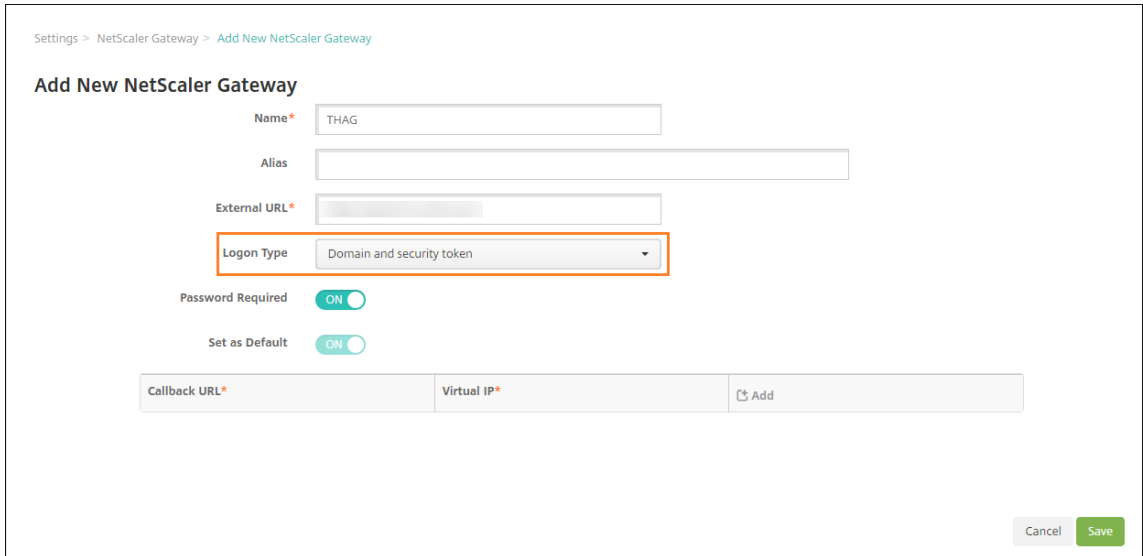 Settings > NetScaler Gateway > Add New NetScaler Gateway
Add New NetScaler Gateway
Name* THAG
Alias
External URL*
Logon Type Domain and security token
Password Required ON
Set as Default ON
Callback URL* Virtual IP* Add
Cancel Save